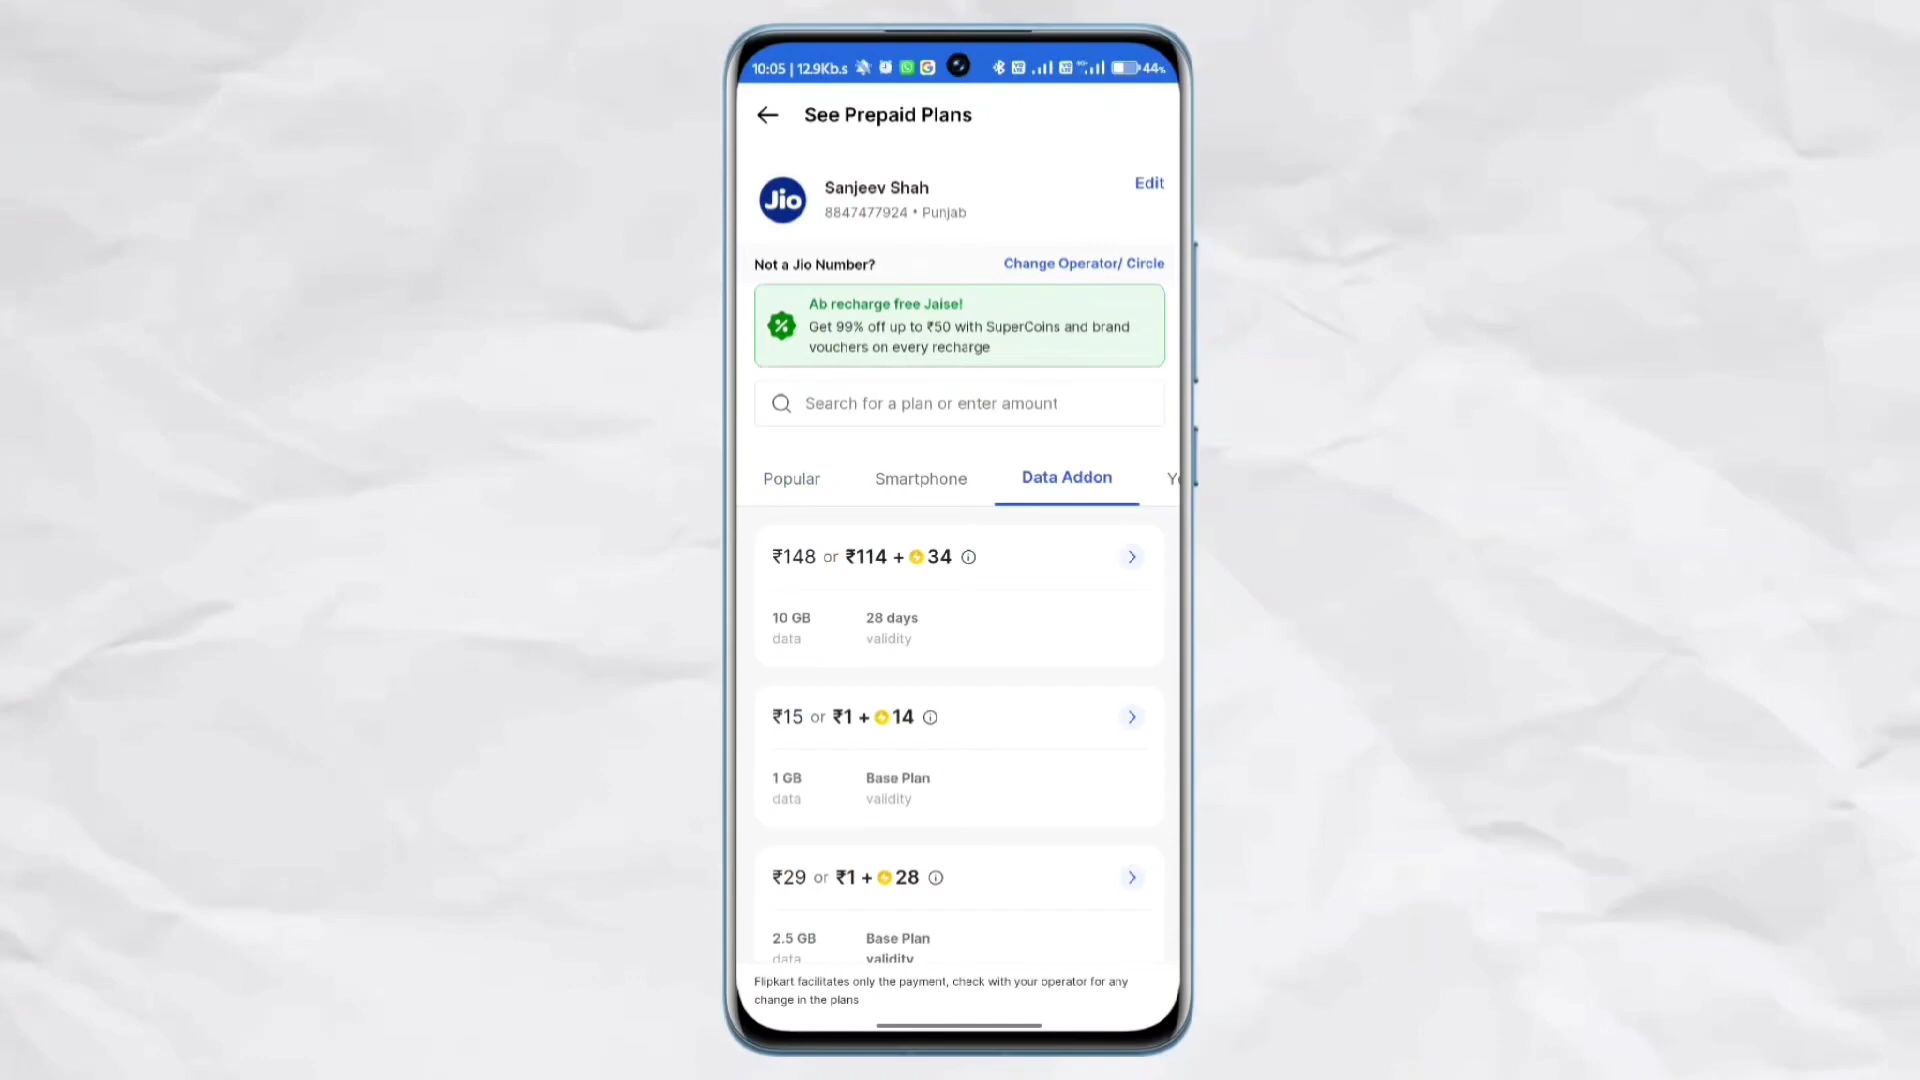 10:05 | 12.9Kb.s 44%
See Prepaid Plans
Jio
Sanjeev Shah
Edit
8847477924 • Punjab
Not a Jio Number?
Change Operator/ Circle
Ab recharge free Jaise!
Get 99% off up to ₹50 with SuperCoins and brand
vouchers on every recharge
Search for a plan or enter amount
Popular Smartphone Data Addon
₹148 or ₹114 + 34
10 GB 28 days
data validity
₹15 or ₹1 + 14
1 GB Base Plan
data validity
₹29 or ₹1 + 28
2.5 GB Base Plan
data validity
Flipkart facilitates only the payment, check with your operator for any
change in the plans